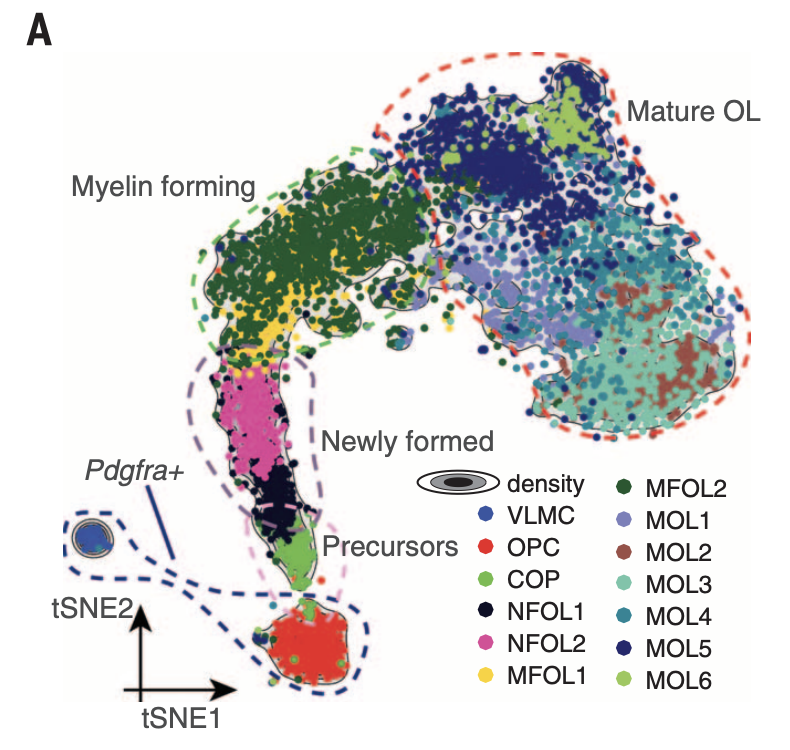 A
Mature OL
Myelin forming
Newly formed
Pdgfra+
Precursors
tSNE2
tSNE1
density
VLMC
OPC
COP
NFOL1
NFOL2
MFOL1
MFOL2
MOL1
MOL2
MOL3
MOL4
MOL5
MOL6